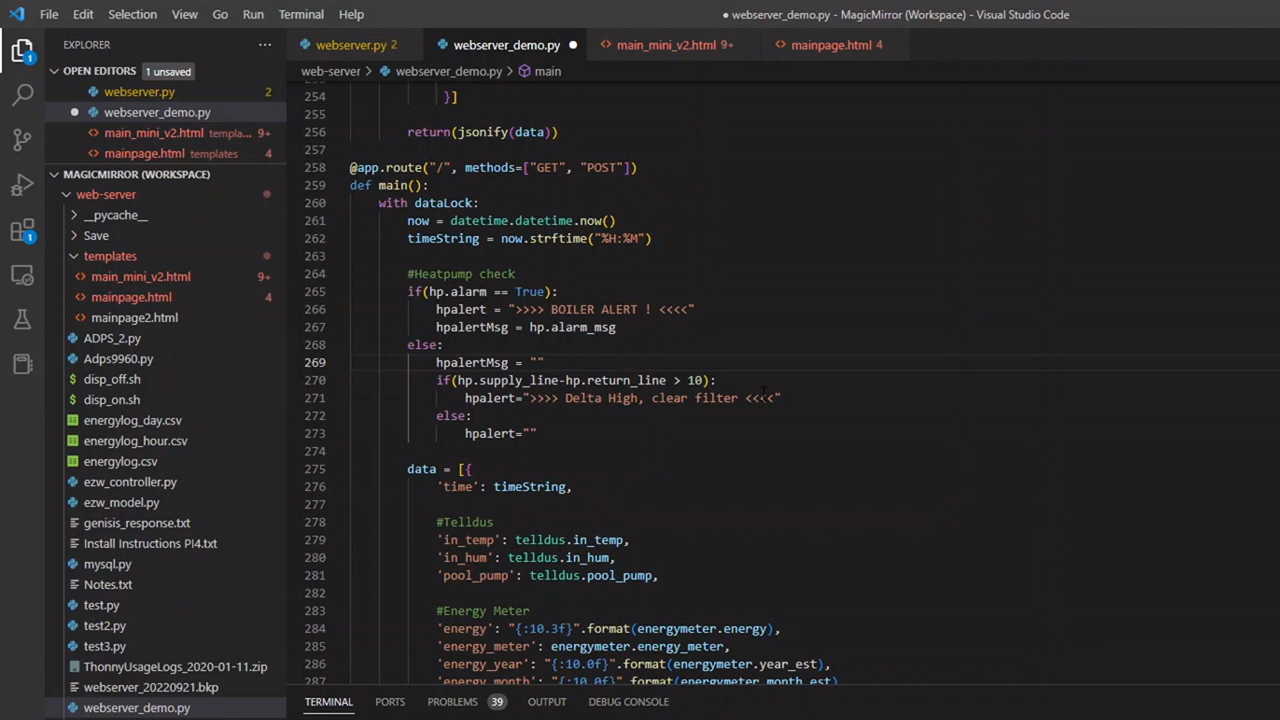 File Edit Selection View Go Run Terminal Help
● webserver_demo.py - MagicMirror (Workspace) - Visual Studio Code
EXPLORER ...
webserver.py 2
webserver_demo.py
main_mini_v2.html 9+
mainpage.html 4
web-server > webserver_demo.py > main
1
OPEN EDITORS 1 unsaved
webserver.py 2
webserver_demo.py
main_mini_v2.html templa... 9+
mainpage.html templates 4
MAGICMIRROR (WORKSPACE)
web-server
__pycache__
Save
templates
main_mini_v2.html 9+
mainpage.html 4
mainpage2.html
ADPS_2.py
Adps9960.py
disp_off.sh
disp_on.sh
energylog_day.csv
energylog_hour.csv
energylog.csv
ezw_controller.py
ezw_model.py
genisis_response.txt
Install Instructions PI4.txt
mysql.py
Notes.txt
test.py
test2.py
test3.py
ThonnyUsageLogs_2020-01-11.zip
webserver_20220921.bkp
webserver_demo.py
1
254 }]
255
256 return(jsonify(data))
257
258 @app.route("/", methods=["GET", "POST"])
259 def main():
260 with dataLock:
261 now = datetime.datetime.now()
262 timeString = now.strftime("%H:%M")
263
264 #Heatpump check
265 if(hp.alarm == True):
266 hpalert = ">>>> BOILER ALERT ! <<<<"
267 hpalertMsg = hp.alarm_msg
268 else:
269 hpalertMsg = ""
270 if(hp.supply_line-hp.return_line > 10):
271 hpalert=">>>> Delta High, clear filter <<<<"
272 else:
273 hpalert=""
274
275 data = [{
276 'time': timeString,
277
278 #Telldus
279 'in_temp': telldus.in_temp,
280 'in_hum': telldus.in_hum,
281 'pool_pump': telldus.pool_pump,
282
283 #Energy Meter
284 'energy': "{:10.3f}".format(energymeter.energy),
285 'energy_meter': energymeter.energy_meter,
286 'energy_year': "{:10.0f}".format(energymeter.year_est),
287 'energy_month': "{:10.0f}".format(energymeter.month_est)
TERMINAL PORTS PROBLEMS 39 OUTPUT DEBUG CONSOLE